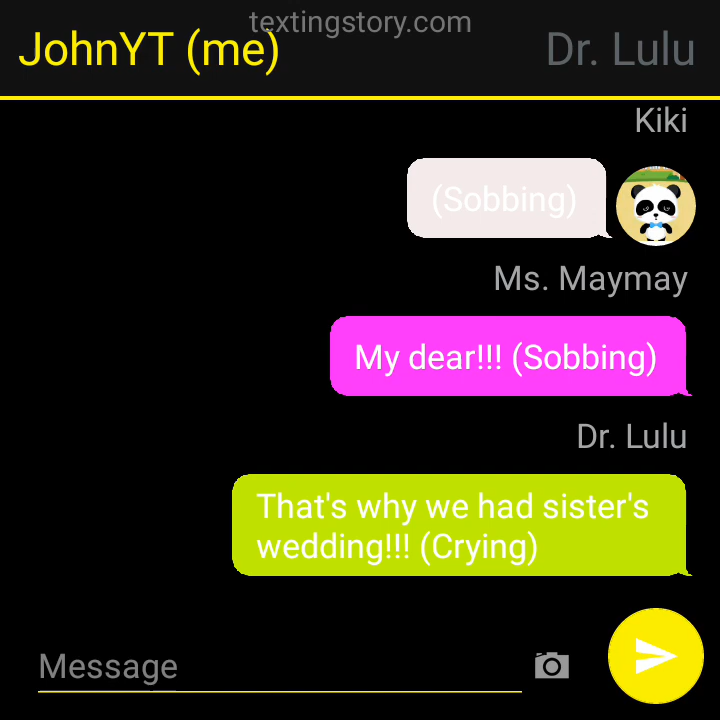 textingstory.com
JohnYT (me)
Dr. Lulu
Kiki
(Sobbing)
Ms. Maymay
My dear!!! (Sobbing)
Dr. Lulu
That's why we had sister's
wedding!!! (Crying)
Message